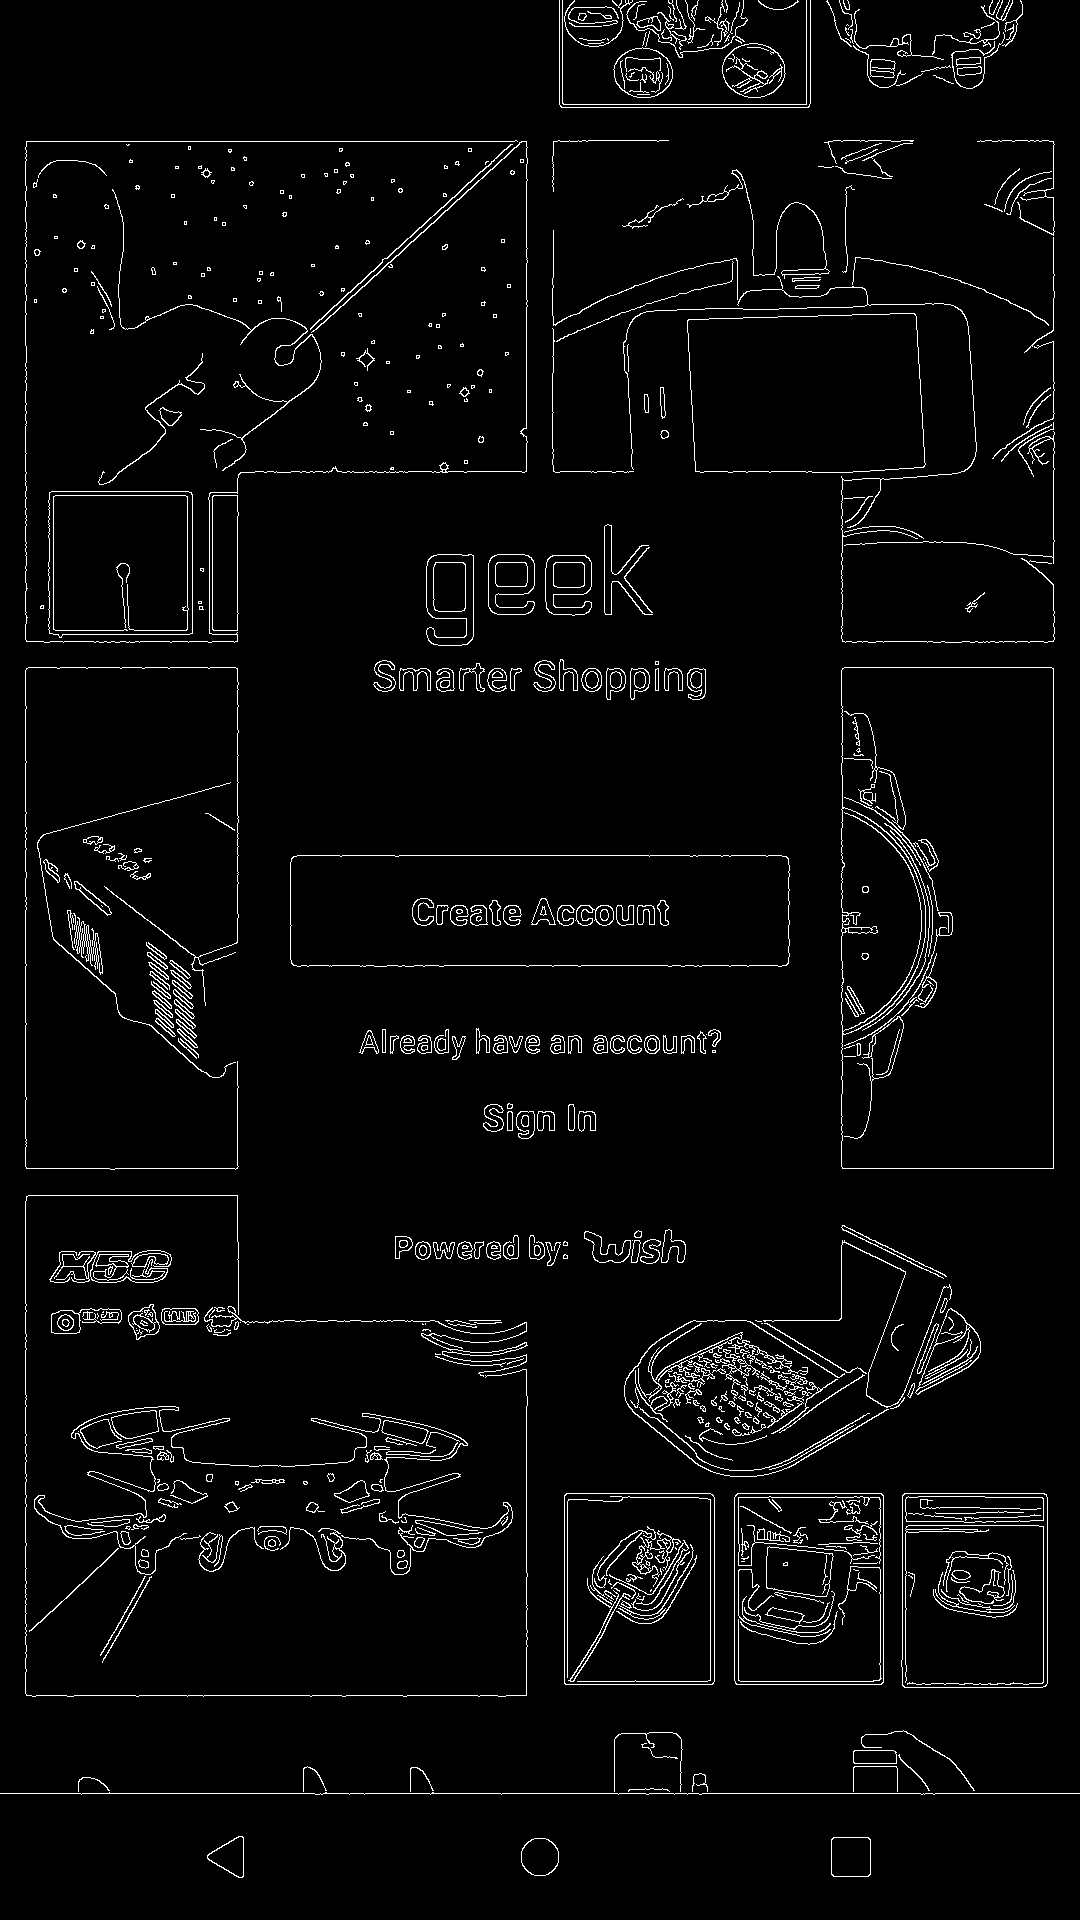 geek
Smarter Shopping
Create Account
Already have an account?
Sign In
Powered by: wish
X5C